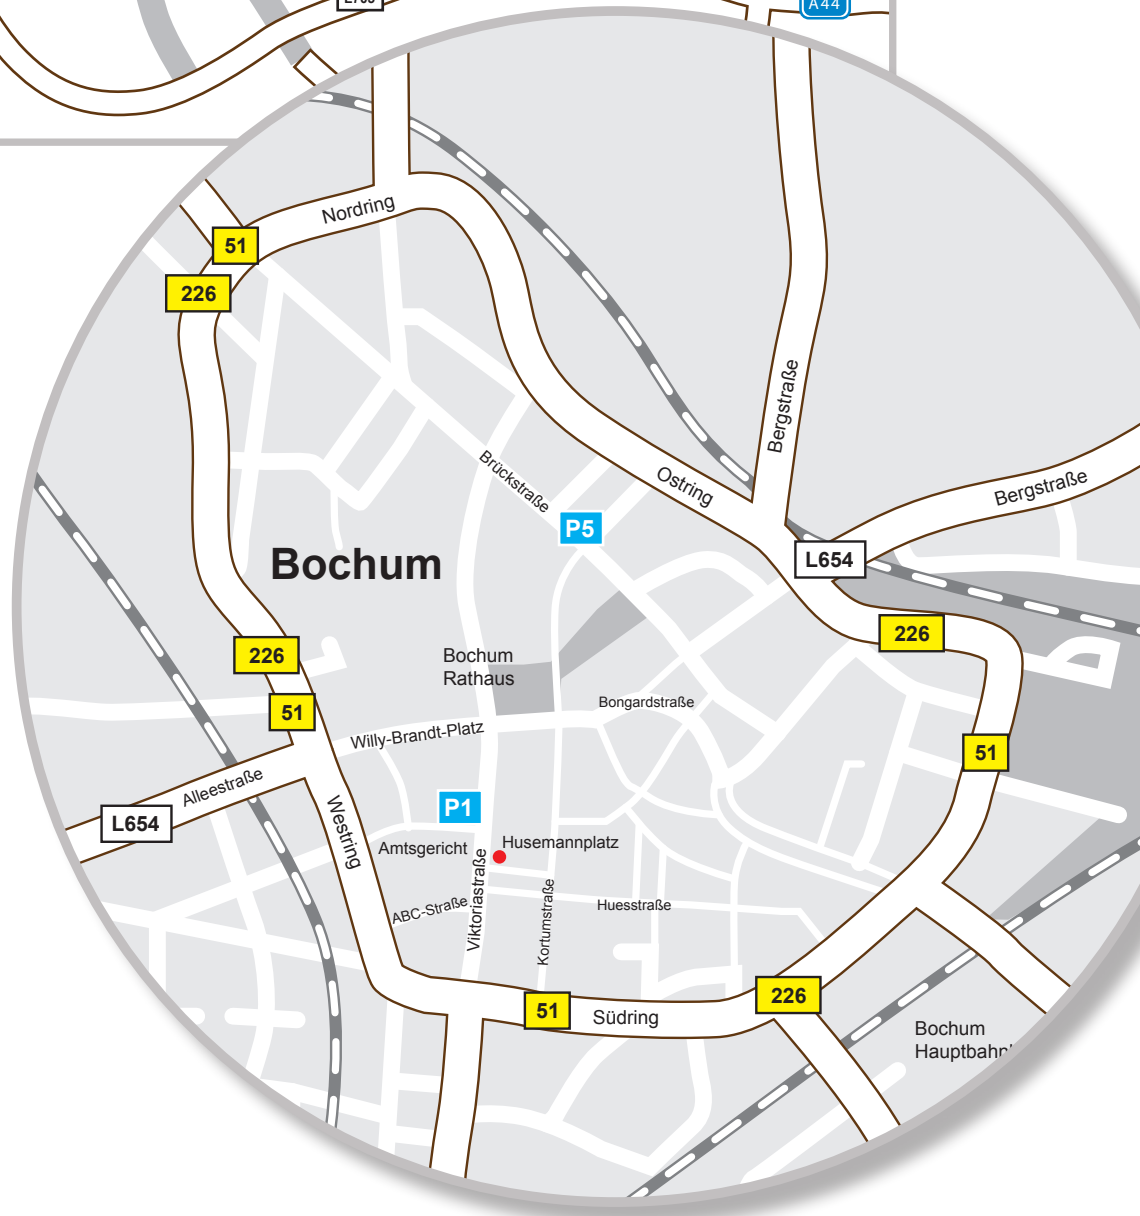 A44
Nordring
51
226
Bergstraße
Brückstraße
Ostring
Bergstraße
P5
L654
Bochum
226
226
Bochum
Rathaus
51
Bongardstraße
Willy-Brandt-Platz
51
Alleestraße
L654
P1
Westring
Amtsgericht
Husemannplatz
Viktoriastraße
ABC-Straße
Kortumstraße
Huesstraße
226
51
Südring
Bochum